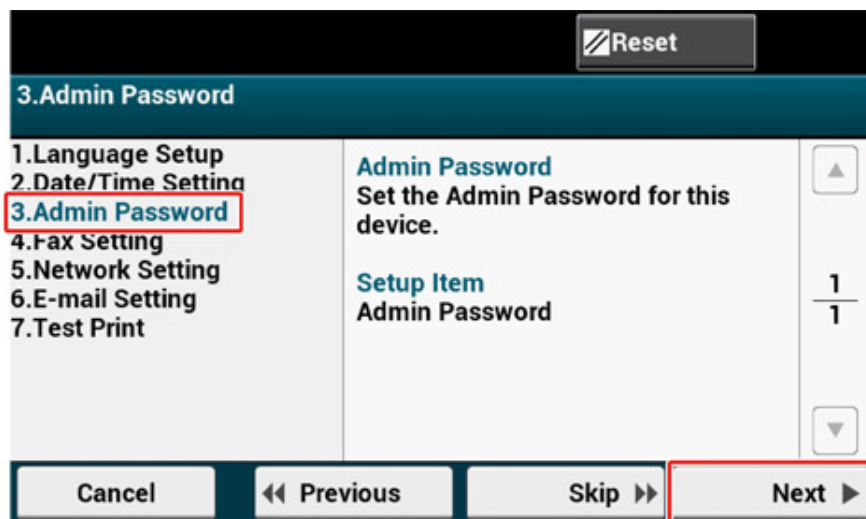 Reset
3.Admin Password
1.Language Setup
2.Date/Time Setting
3.Admin Password
4.Fax Setting
5.Network Setting
6.E-mail Setting
7.Test Print
Admin Password
Set the Admin Password for this
device.
Setup Item
Admin Password
1
1
Cancel
Previous
Skip
Next